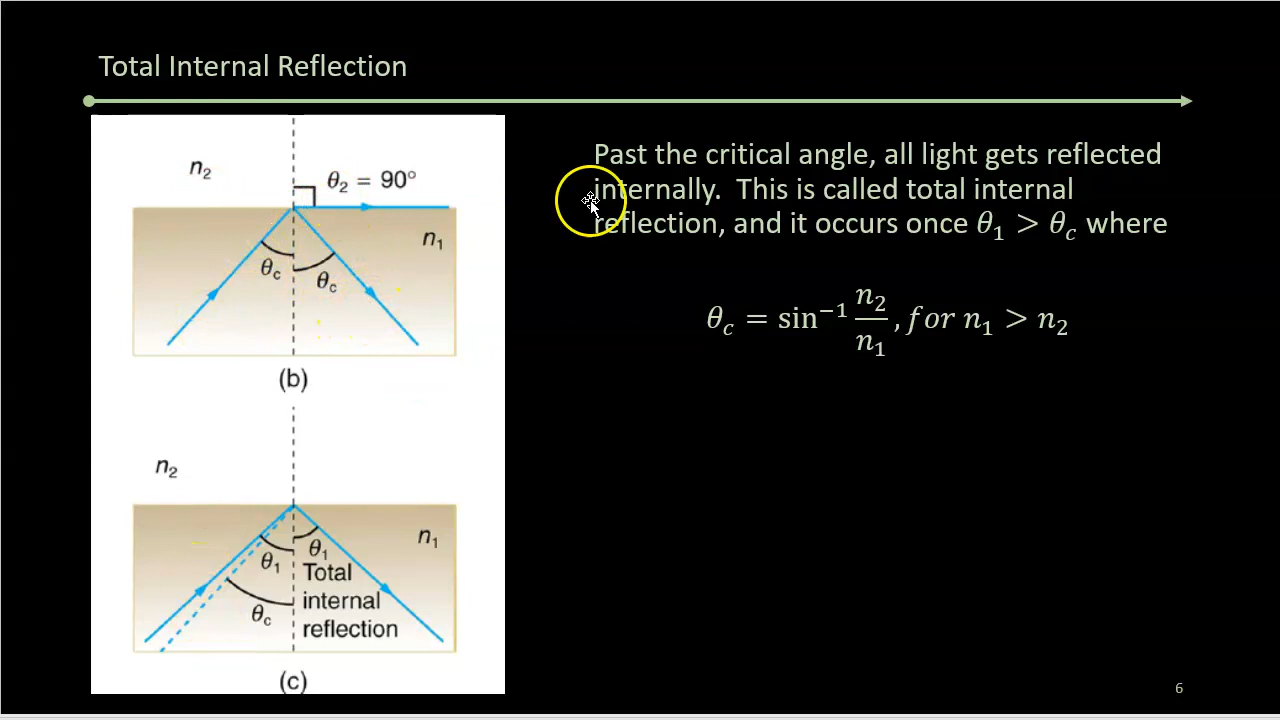 Total Internal Reflection
n₂
θ₂ = 90°
n₁
θc
θc
(b)
n₂
n₁
θ₁
θ₁
Total
internal
reflection
θc
(c)
Past the critical angle, all light gets reflected
internally. This is called total internal
reflection, and it occurs once θ₁ > θc where
θc = sin⁻¹ n₂/n₁, for n₁ > n₂
6